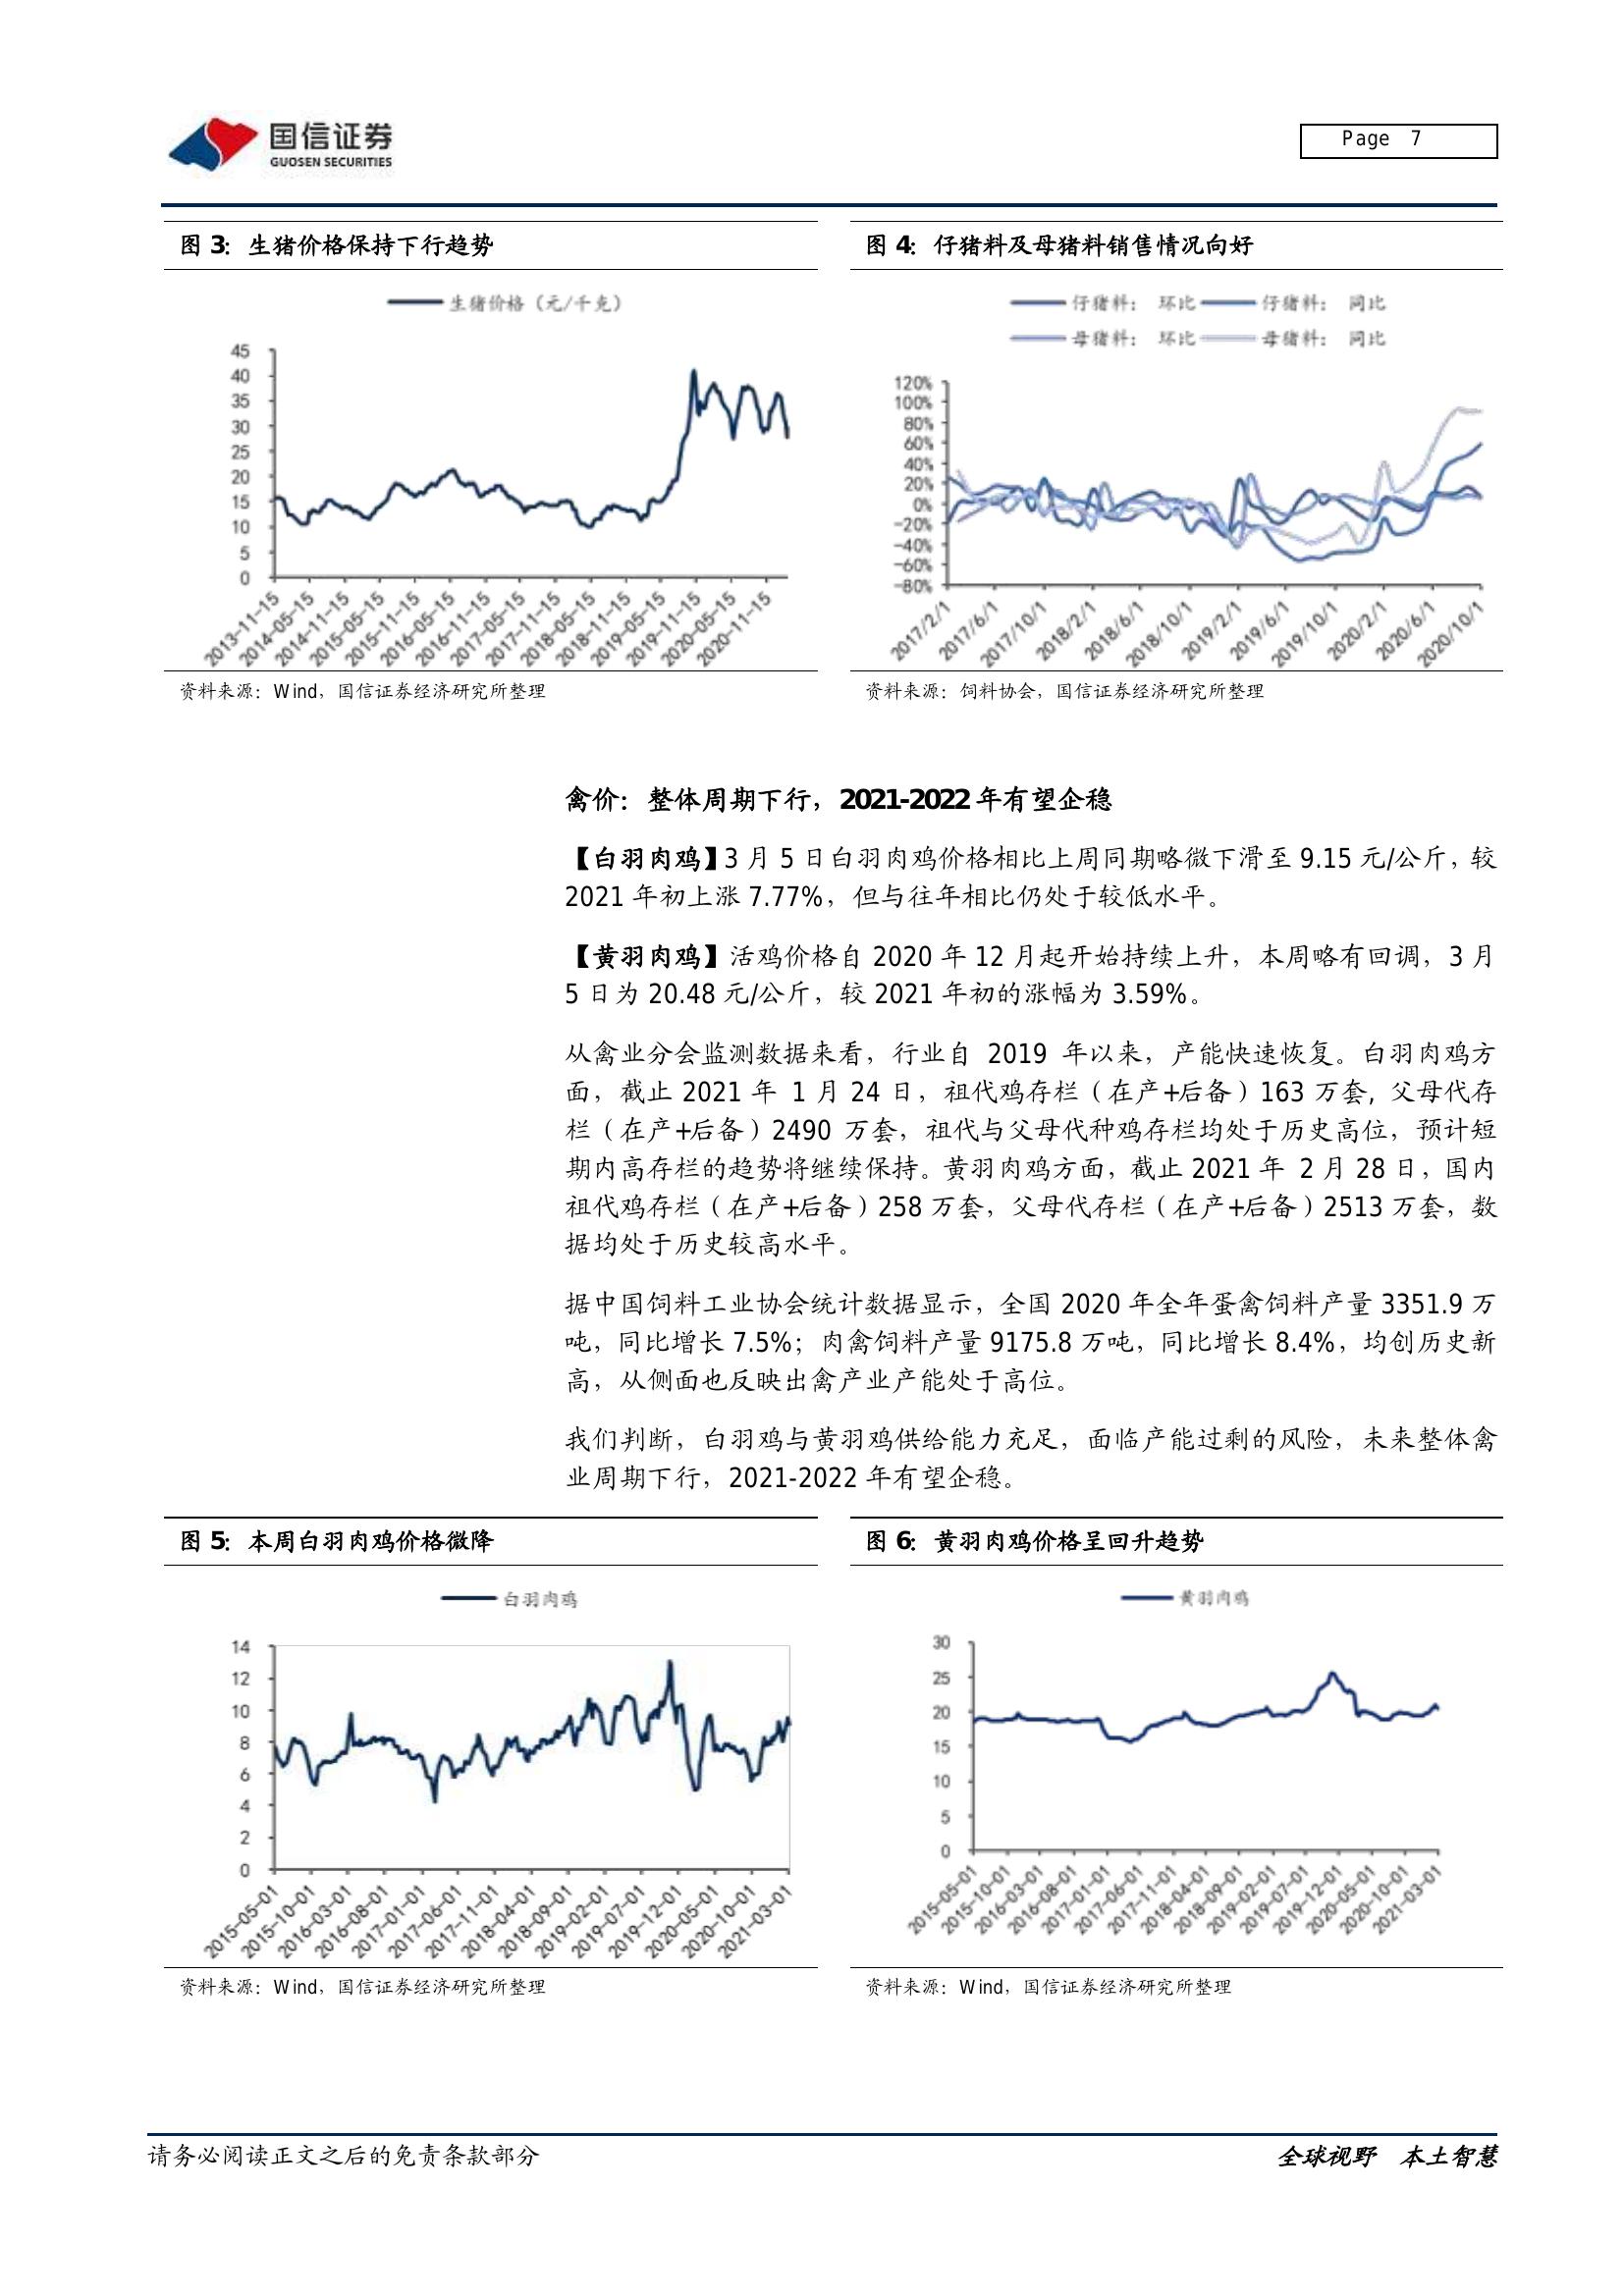 国信证券
GUOSEN SECURITIES
Page 7
图 3：生猪价格保持下行趋势
生猪价格（元/千克）
45
40
35
30
25
20
15
10
5
0
2013-11-15
2014-05-15
2014-11-15
2015-05-15
2015-11-15
2016-05-15
2016-11-15
2017-05-15
2017-11-15
2018-05-15
2018-11-15
2019-05-15
2019-11-15
2020-05-15
2020-11-15
资料来源：Wind，国信证券经济研究所整理
图 4：仔猪料及母猪料销售情况向好
仔猪料： 环比
仔猪料： 同比
母猪料： 环比
母猪料： 同比
120%
100%
80%
60%
40%
20%
0%
-20%
-40%
-60%
-80%
2017/2/1
2017/6/1
2017/10/1
2018/2/1
2018/6/1
2018/10/1
2019/2/1
2019/6/1
2019/10/1
2020/2/1
2020/6/1
2020/10/1
资料来源：饲料协会，国信证券经济研究所整理
禽价：整体周期下行，2021-2022 年有望企稳
【白羽肉鸡】3 月 5 日白羽肉鸡价格相比上周同期略微下滑至 9.15 元/公斤，较
2021 年初上涨 7.77%，但与往年相比仍处于较低水平。
【黄羽肉鸡】活鸡价格自 2020 年 12 月起开始持续上升，本周略有回调，3 月
5 日为 20.48 元/公斤，较 2021 年初的涨幅为 3.59%。
从禽业分会监测数据来看，行业自 2019 年以来，产能快速恢复。白羽肉鸡方
面，截止 2021 年 1 月 24 日，祖代鸡存栏（在产+后备）163 万套, 父母代存
栏（在产+后备）2490 万套，祖代与父母代种鸡存栏均处于历史高位，预计短
期内高存栏的趋势将继续保持。黄羽肉鸡方面，截止 2021 年 2 月 28 日，国内
祖代鸡存栏（在产+后备）258 万套，父母代存栏（在产+后备）2513 万套，数
据均处于历史较高水平。
据中国饲料工业协会统计数据显示，全国 2020 年全年蛋禽饲料产量 3351.9 万
吨，同比增长 7.5%；肉禽饲料产量 9175.8 万吨，同比增长 8.4%，均创历史新
高，从侧面也反映出禽产业产能处于高位。
我们判断，白羽鸡与黄羽鸡供给能力充足，面临产能过剩的风险，未来整体禽
业周期下行，2021-2022 年有望企稳。
图 5：本周白羽肉鸡价格微降
白羽肉鸡
14
12
10
8
6
4
2
0
2015-05-01
2015-10-01
2016-03-01
2016-08-01
2017-01-01
2017-06-01
2017-11-01
2018-04-01
2018-09-01
2019-02-01
2019-07-01
2019-12-01
2020-05-01
2020-10-01
2021-03-01
资料来源：Wind，国信证券经济研究所整理
图 6：黄羽肉鸡价格呈回升趋势
黄羽肉鸡
30
25
20
15
10
5
0
2015-05-01
2015-10-01
2016-03-01
2016-08-01
2017-01-01
2017-06-01
2017-11-01
2018-04-01
2018-09-01
2019-02-01
2019-07-01
2019-12-01
2020-05-01
2020-10-01
2021-03-01
资料来源：Wind，国信证券经济研究所整理
请务必阅读正文之后的免责条款部分
全球视野 本土智慧